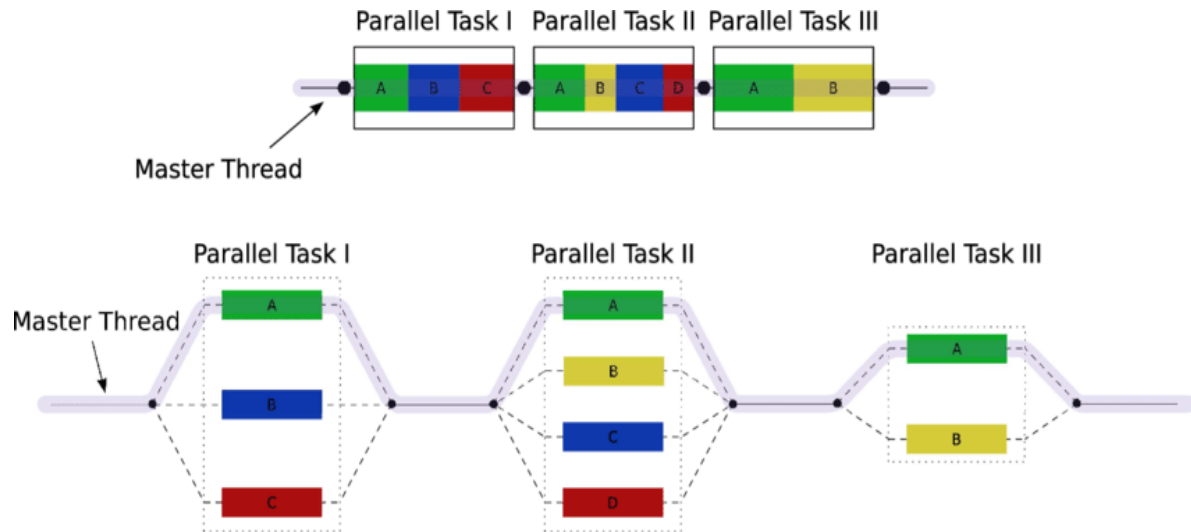 Parallel Task I
Parallel Task II
Parallel Task III
A
B
C
A
B
C
D
A
B
Master Thread
Parallel Task I
Parallel Task II
Parallel Task III
Master Thread
A
B
C
A
B
C
D
A
B